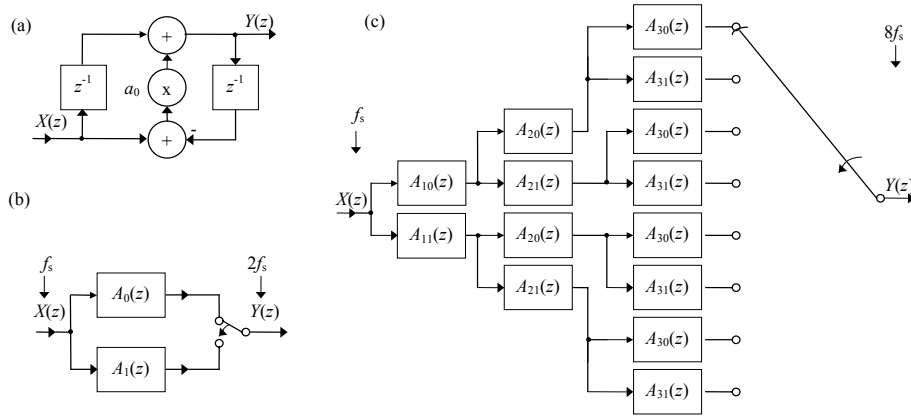 (a)
Y(z)
+
z⁻¹
a₀
x
z⁻¹
X(z)
+
-
(b)
fₛ
X(z)
A₀(z)
A₁(z)
2fₛ
Y(z)
(c)
fₛ
X(z)
A₁₀(z)
A₁₁(z)
A₂₀(z)
A₂₁(z)
A₂₀(z)
A₂₁(z)
A₃₀(z)
A₃₁(z)
A₃₀(z)
A₃₁(z)
A₃₀(z)
A₃₁(z)
A₃₀(z)
A₃₁(z)
8fₛ
Y(z)